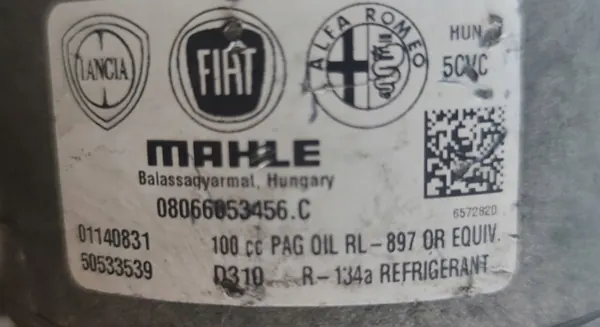 LANCIA
FIAT
ALFA ROMEO
HUN
5CVC
MAHLE
Balassagyarmat, Hungary
08066053456.C
6572820
01140831 100 cc PAG OIL RL-897 OR EQUIV.
50533539 D310 R-134a REFRIGERANT